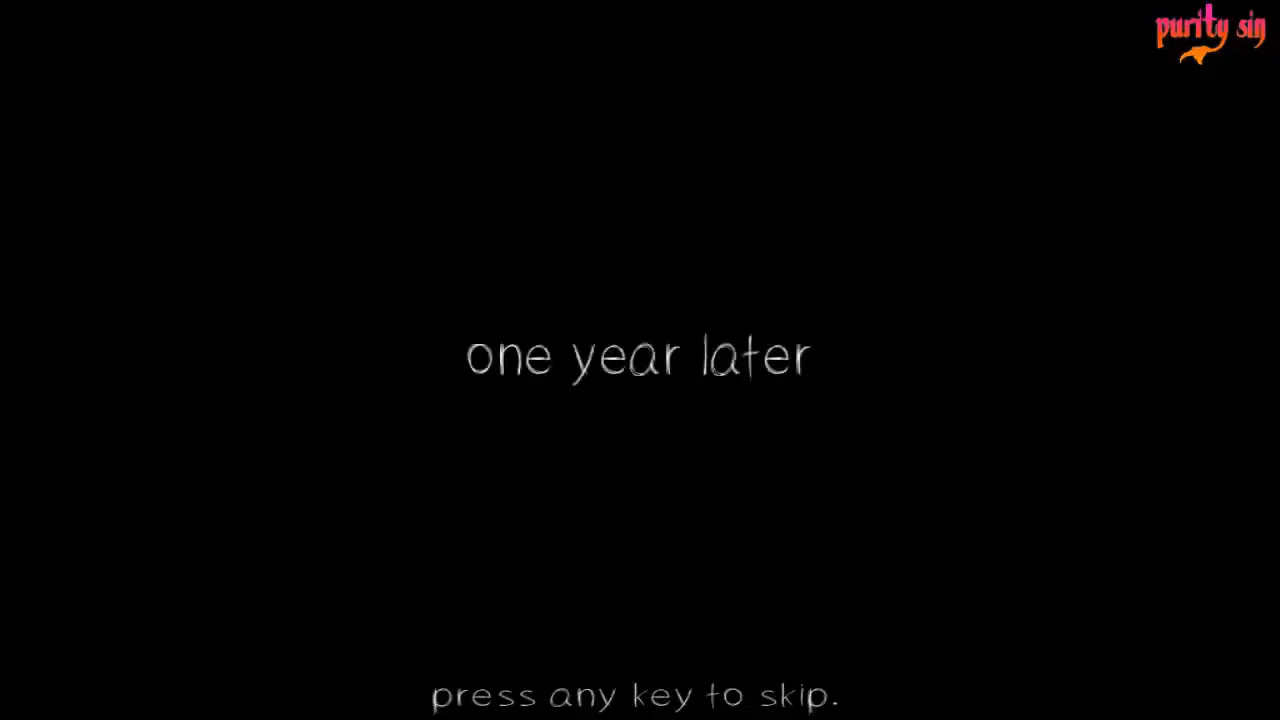 purity sin
one year later
press any key to skip.